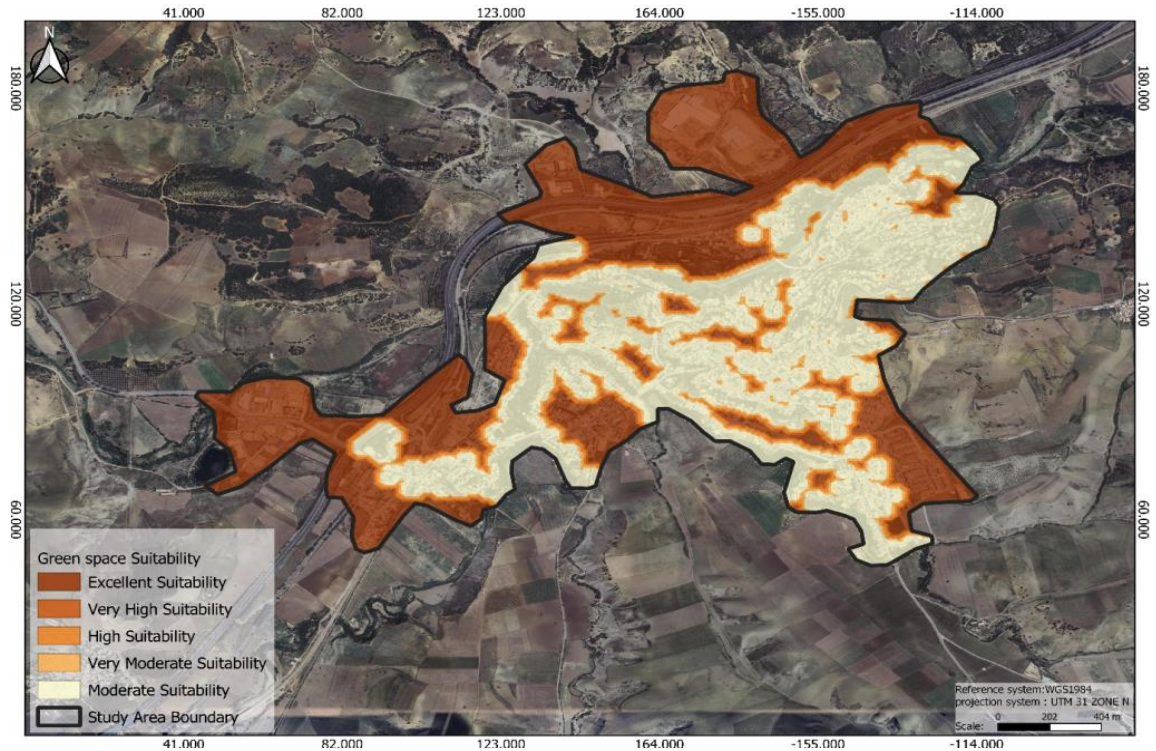 41.000 82.000 123.000 164.000 -155.000 -114.000
N
180.000 180.000
120.000 120.000
60.000 60.000
Green space Suitability
Excellent Suitability
Very High Suitability
High Suitability
Very Moderate Suitability
Moderate Suitability
Study Area Boundary
Reference system:WGS1984
projection system : UTM 31 ZONE N
0 202 404 m
Scale:
41.000 82.000 123.000 164.000 -155.000 -114.000